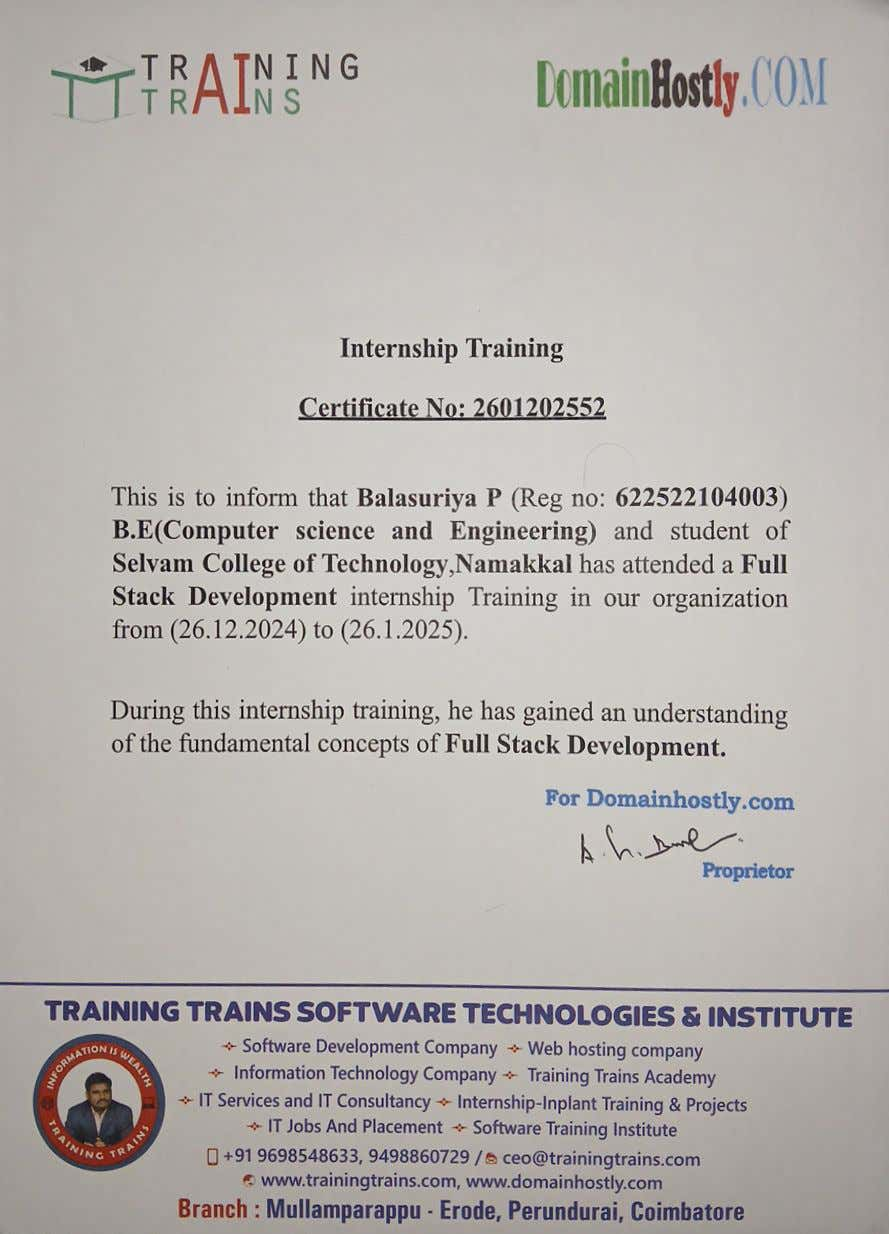 TRAINING
TRAINS
DomainHostly.COM
Internship Training
Certificate No: 2601202552
This is to inform that Balasuriya P (Reg no: 622522104003)
B.E(Computer science and Engineering) and student of
Selvam College of Technology,Namakkal has attended a Full
Stack Development internship Training in our organization
from (26.12.2024) to (26.1.2025).
During this internship training, he has gained an understanding
of the fundamental concepts of Full Stack Development.
For Domainhostly.com
Proprietor
TRAINING TRAINS SOFTWARE TECHNOLOGIES & INSTITUTE
INFORMATION IS WEALTH
TRAINING TRAINS
Software Development Company Web hosting company
Information Technology Company Training Trains Academy
IT Services and IT Consultancy Internship-Inplant Training & Projects
IT Jobs And Placement Software Training Institute
+91 9698548633, 9498860729 / ceo@trainingtrains.com
www.trainingtrains.com, www.domainhostly.com
Branch : Mullamparappu - Erode, Perundurai, Coimbatore